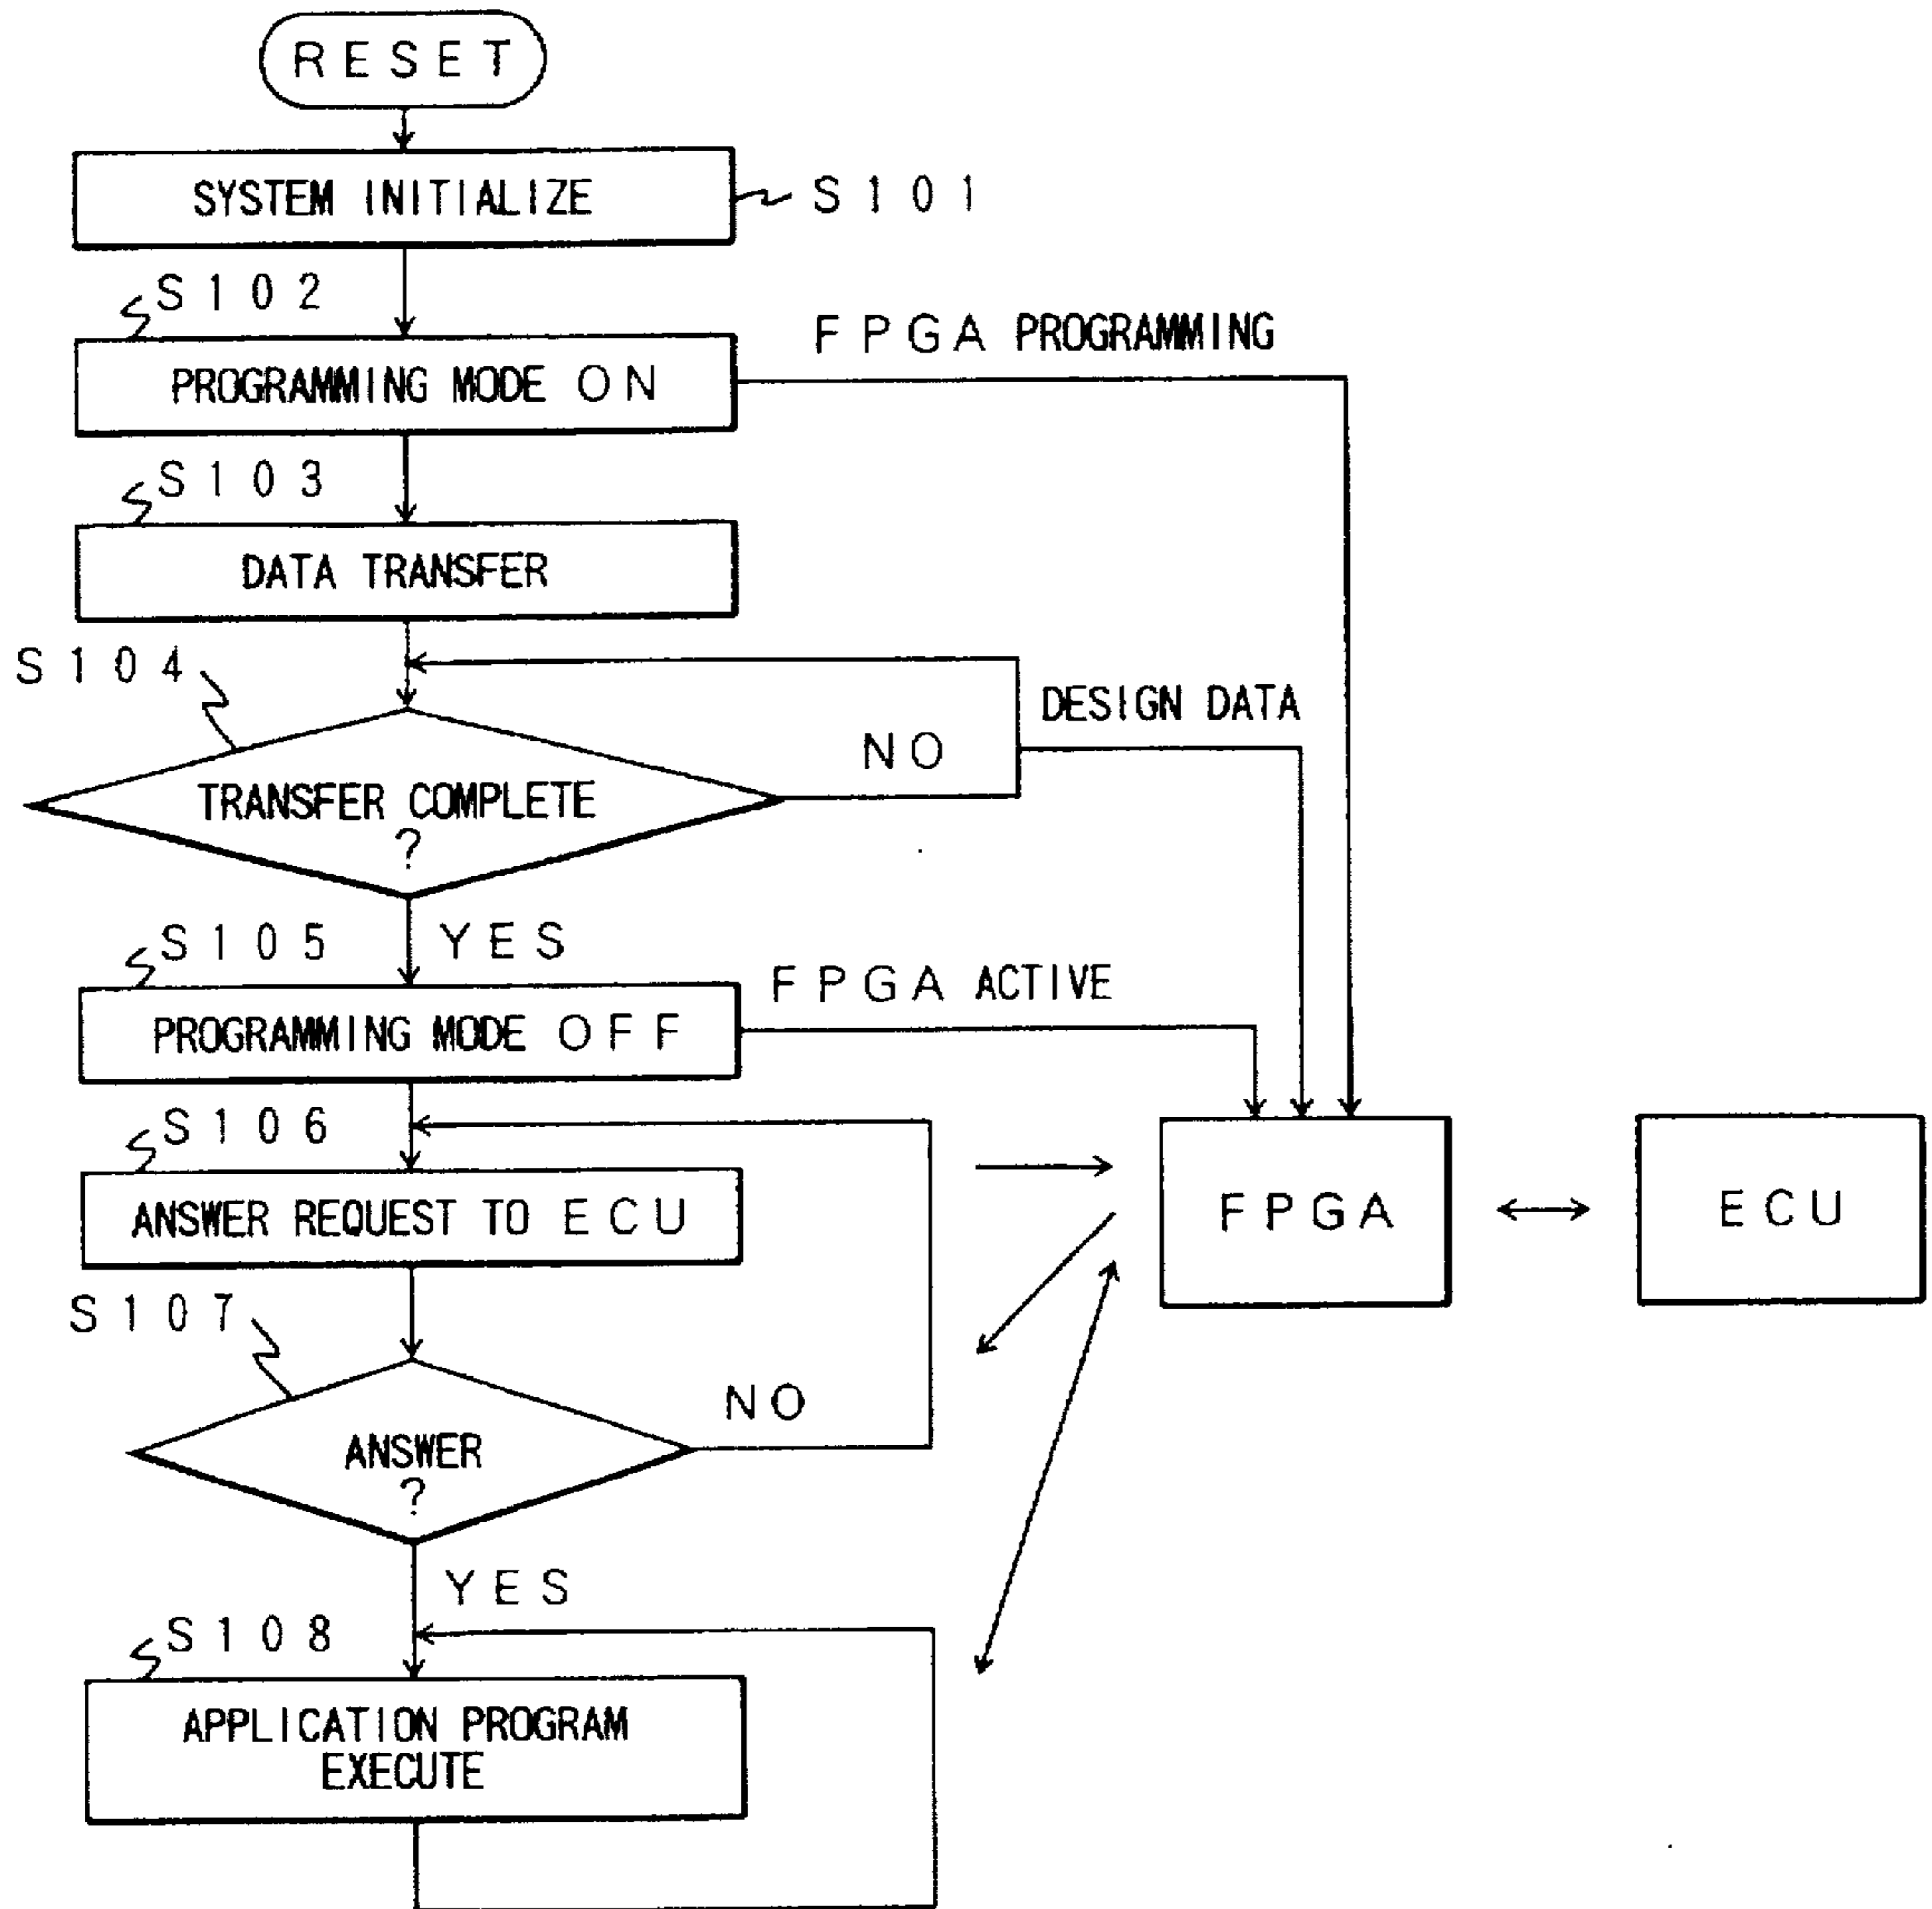 RESET
SYSTEM INITIALIZE
S101
S102
FPGA PROGRAMMING
PROGRAMMING MODE ON
S103
DATA TRANSFER
S104
DESIGN DATA
NO
TRANSFER COMPLETE
?
S105
YES
FPGA ACTIVE
PROGRAMMING MODE OFF
S106
ANSWER REQUEST TO ECU
FPGA
ECU
S107
NO
ANSWER
?
YES
S108
APPLICATION PROGRAM
EXECUTE